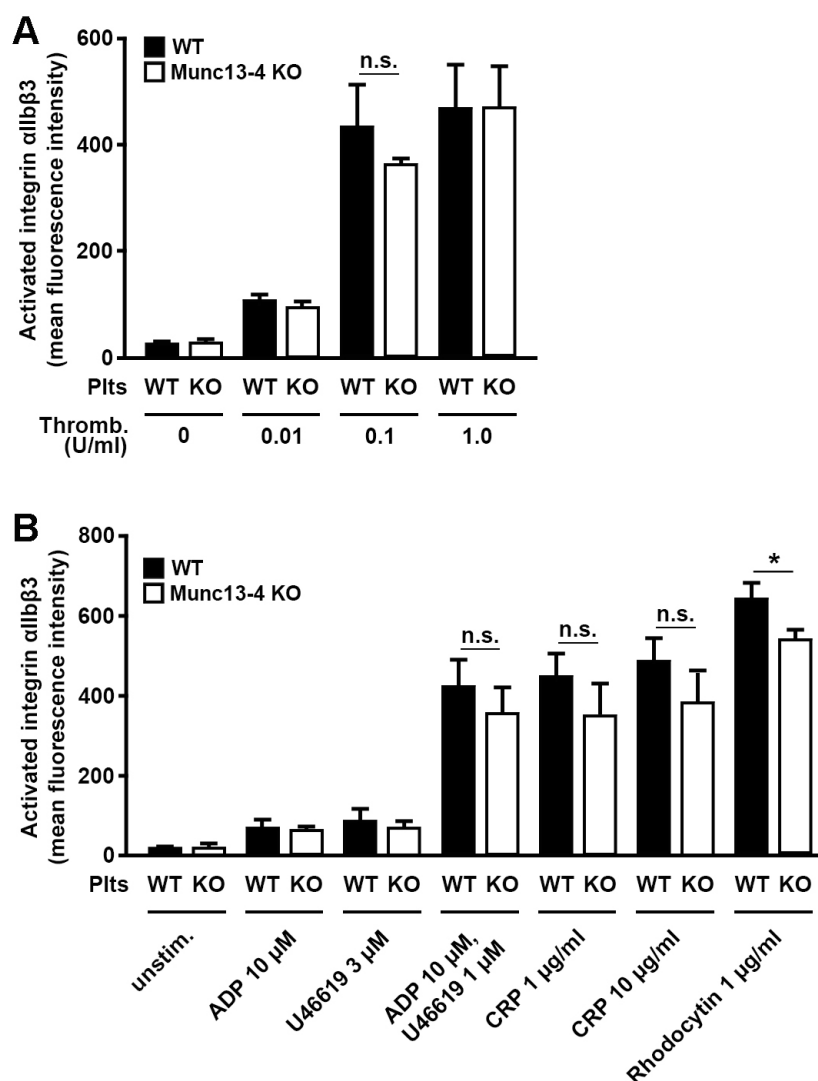 A
Activated integrin αIIbβ3
(mean fluorescence intensity)
600
400
200
0
WT
Munc13-4 KO
n.s.
Plts WT KO WT KO WT KO WT KO
Thromb.
(U/ml)
0 0.01 0.1 1.0
B
Activated integrin αIIbβ3
(mean fluorescence intensity)
800
600
400
200
0
WT
Munc13-4 KO
n.s. n.s. n.s. *
Plts WT KO WT KO WT KO WT KO WT KO WT KO WT KO
unstim.
ADP 10 µM
U46619 3 µM
ADP 10 µM,
U46619 1 µM
CRP 1 µg/ml
CRP 10 µg/ml
Rhodocytin 1 µg/ml